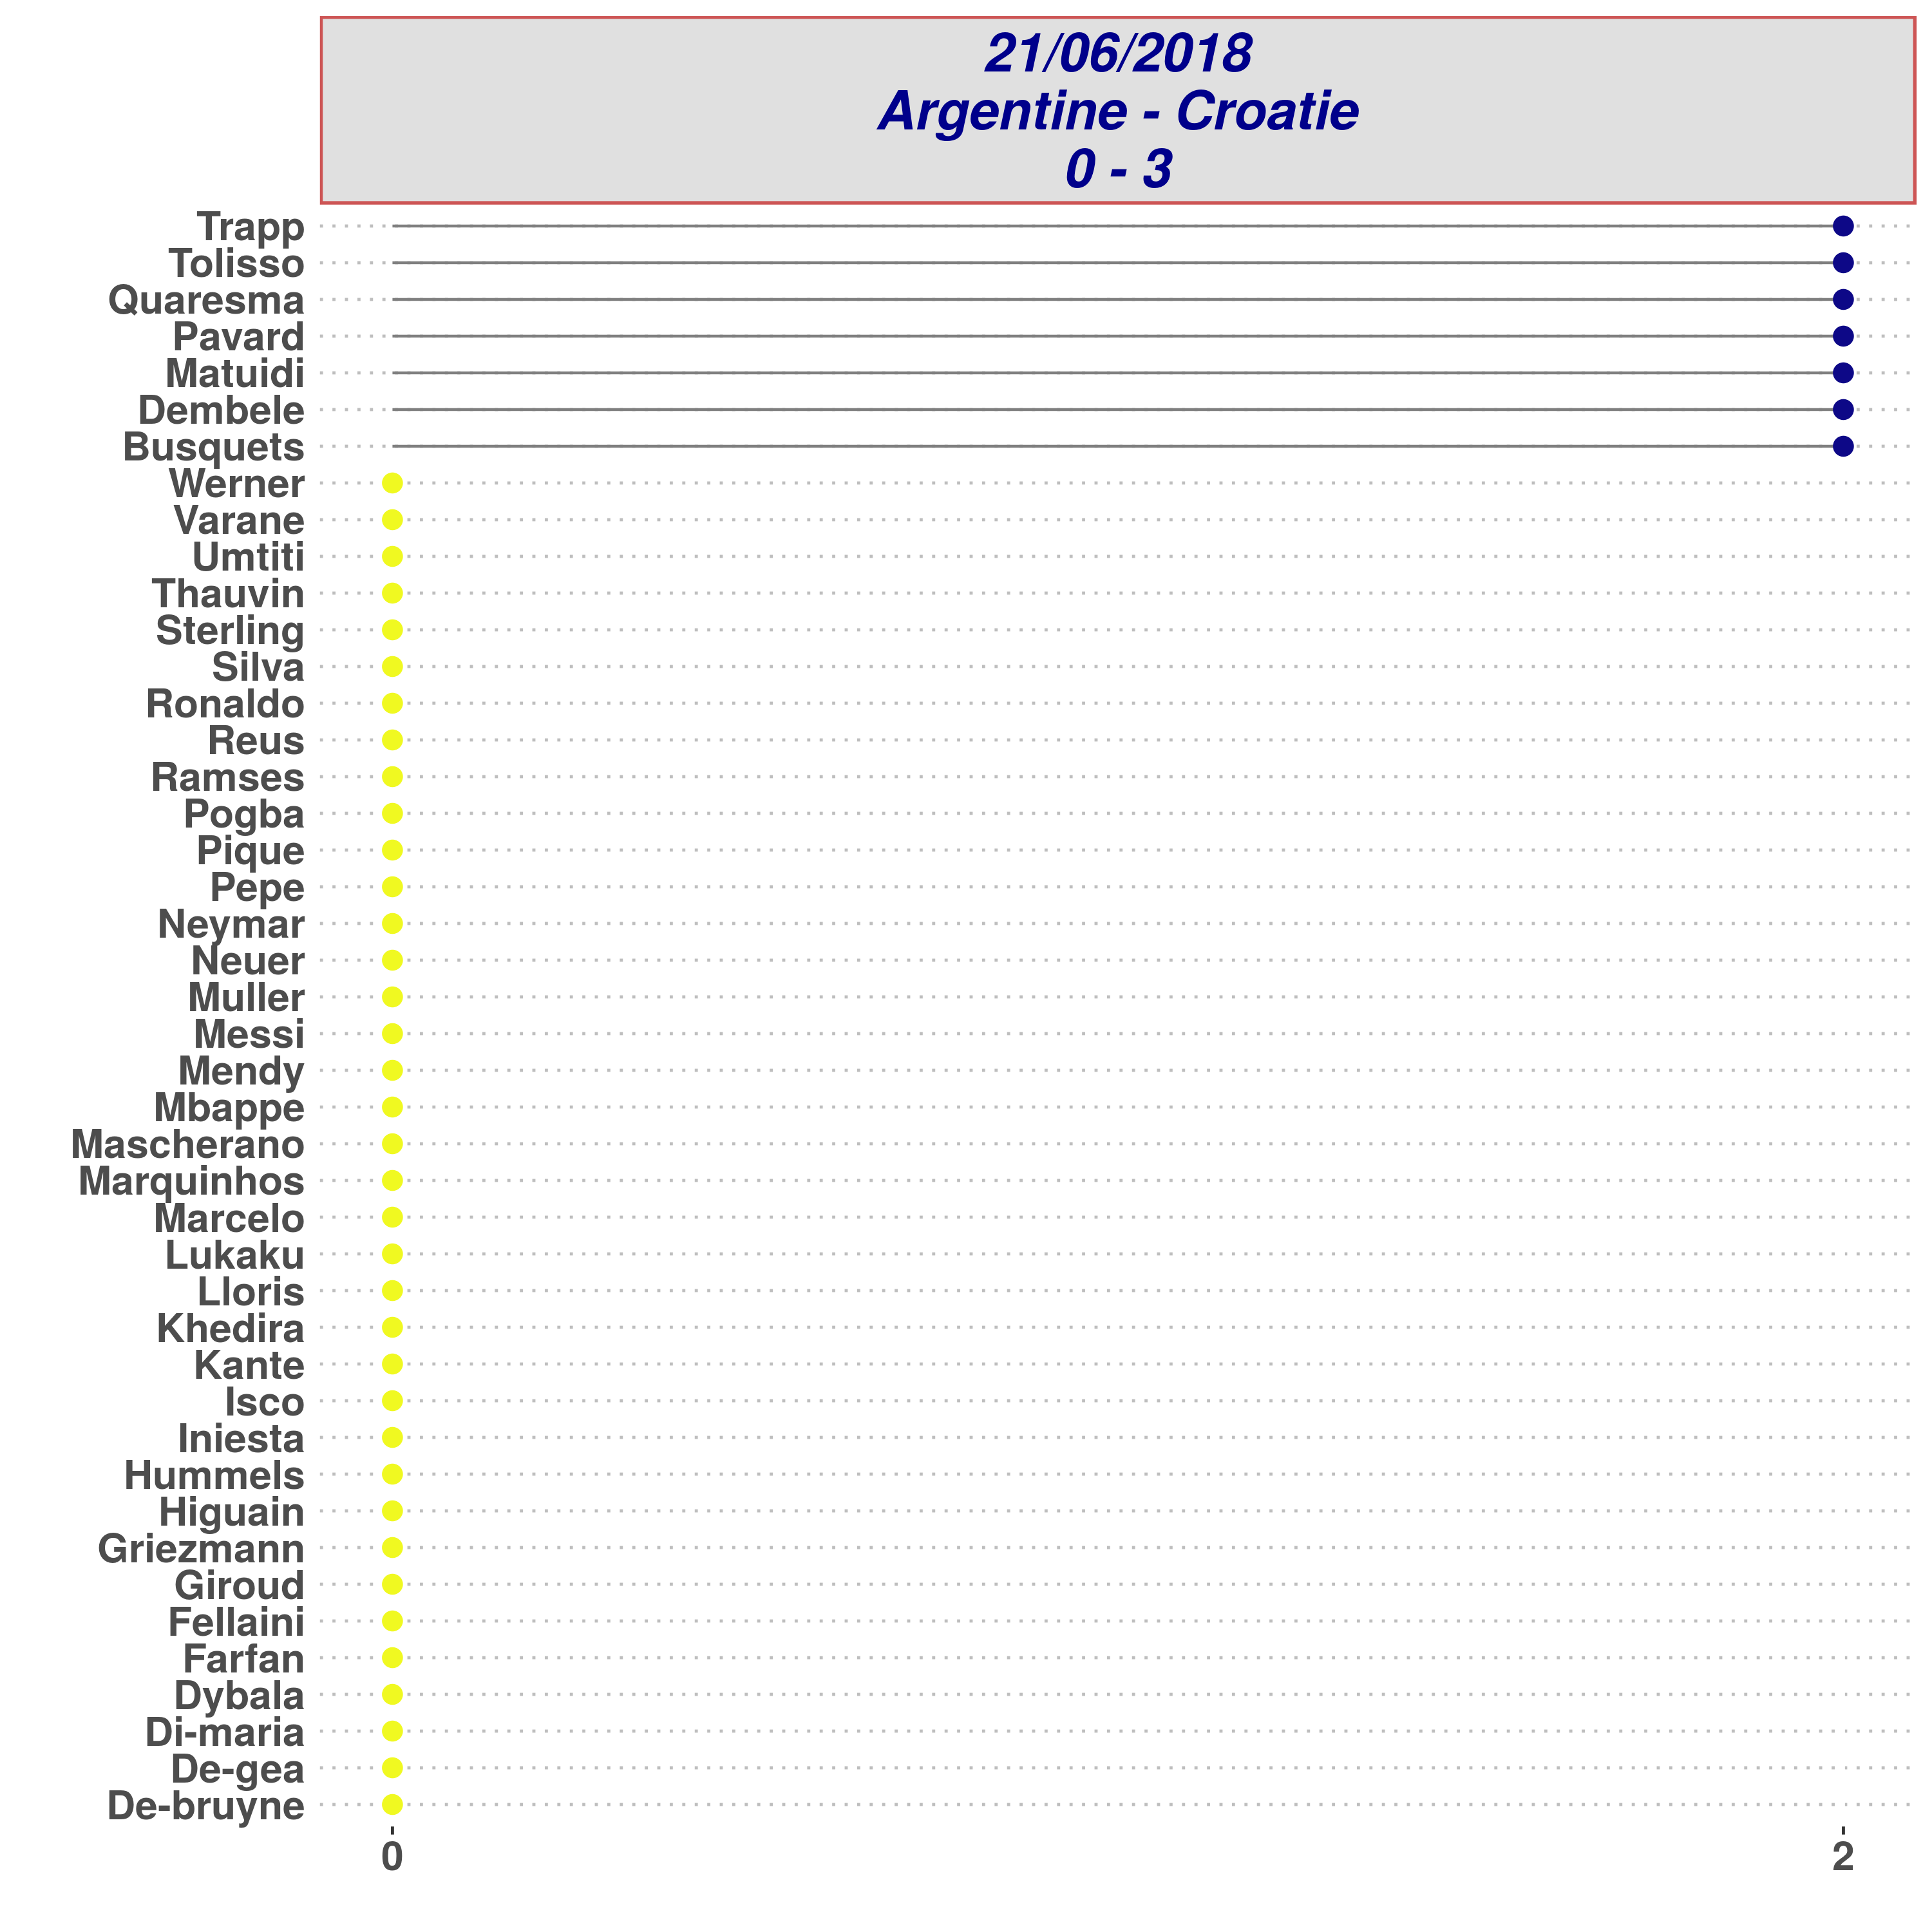 21/06/2018
Argentine - Croatie
0 - 3
Trapp
Tolisso
Quaresma
Pavard
Matuidi
Dembele
Busquets
Werner
Varane
Umtiti
Thauvin
Sterling
Silva
Ronaldo
Reus
Ramses
Pogba
Pique
Pepe
Neymar
Neuer
Muller
Messi
Mendy
Mbappe
Mascherano
Marquinhos
Marcelo
Lukaku
Lloris
Khedira
Kante
Isco
Iniesta
Hummels
Higuain
Griezmann
Giroud
Fellaini
Farfan
Dybala
Di-maria
De-gea
De-bruyne
0 2